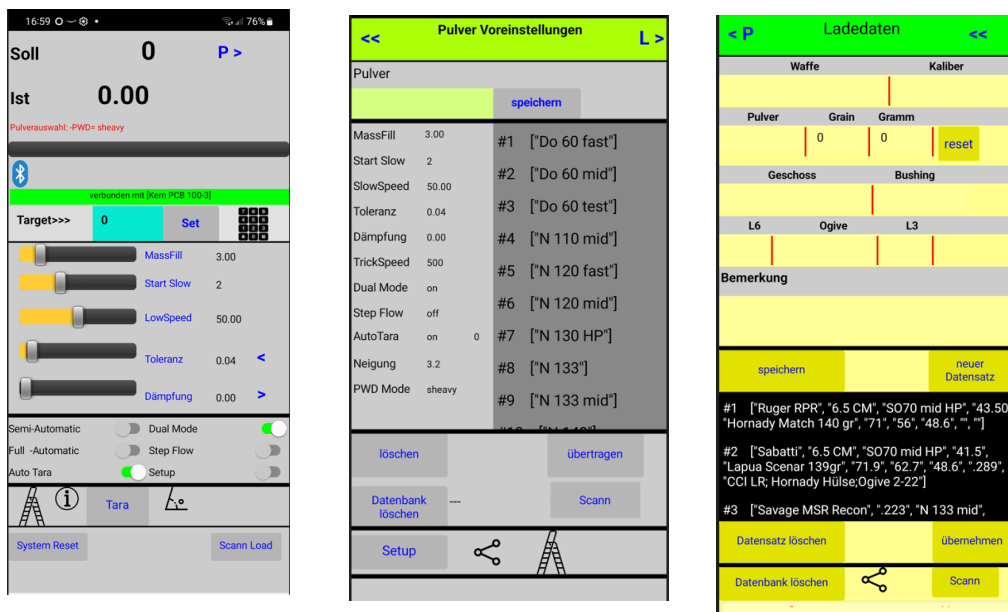 16:59
76%
Soll 0 P >
Ist 0.00
Pulverauswahl: -PWD= sheavy
verbunden mit [Kern PCB 100-3]
Target>>> 0 Set
MassFill 3.00
Start Slow 2
LowSpeed 50.00
Toleranz 0.04 <
Dämpfung 0.00 >
Semi-Automatic Dual Mode
Full -Automatic Step Flow
Auto Tara Setup
Tara
System Reset Scann Load
<< Pulver Voreinstellungen L >
Pulver
speichern
MassFill 3.00
Start Slow 2
SlowSpeed 50.00
Toleranz 0.04
Dämpfung 0.00
TrickSpeed 500
Dual Mode on
Step Flow off
AutoTara on 0
Neigung 3.2
PWD Mode sheavy
#1 ["Do 60 fast"]
#2 ["Do 60 mid"]
#3 ["Do 60 test"]
#4 ["N 110 mid"]
#5 ["N 120 fast"]
#6 ["N 120 mid"]
#7 ["N 130 HP"]
#8 ["N 133"]
#9 ["N 133 mid"]
löschen übertragen
Datenbank --- Scann
löschen
Setup
< P Ladedaten <<
Waffe Kaliber
Pulver Grain Gramm
0 0 reset
Geschoss Bushing
L6 Ogive L3
Bemerkung
speichern neuer
Datensatz
#1 ["Ruger RPR", "6.5 CM", "SO70 mid HP", "43.50
"Hornady Match 140 gr", "71", "56", "48.6", "", ""]
#2 ["Sabatti", "6.5 CM", "SO70 mid HP", "41.5",
"Lapua Scenar 139gr", "71.9", "62.7", "48.6", ".289",
"CCI LR; Hornady Hülse;Ogive 2-22"]
#3 ["Savage MSR Recon", ".223", "N 133 mid",
Datensatz löschen übernehmen
Datenbank löschen Scann